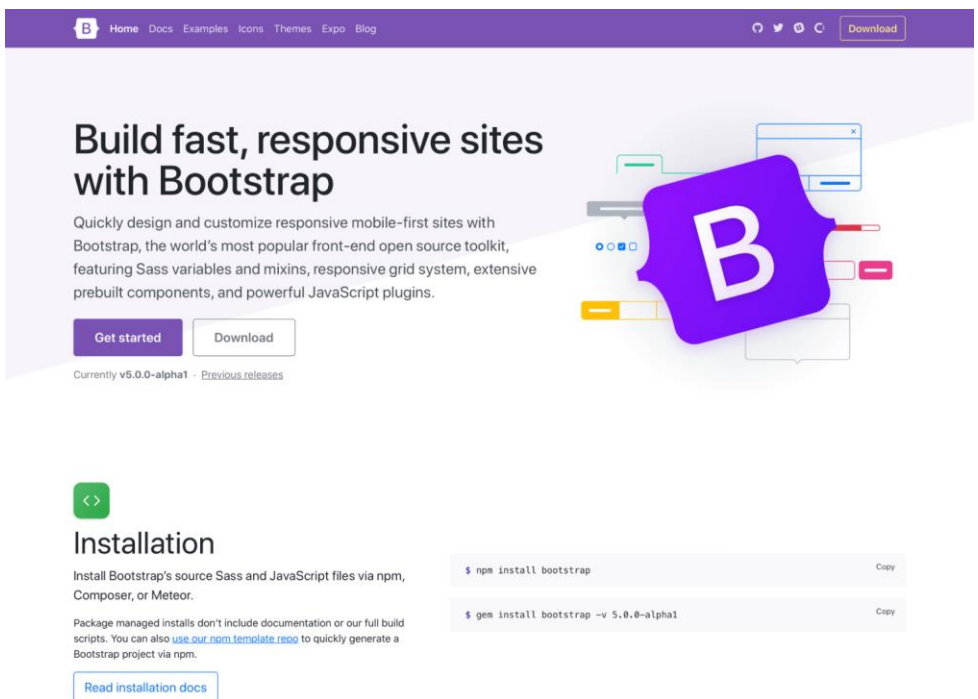 B Home Docs Examples Icons Themes Expo Blog Download
Build fast, responsive sites
with Bootstrap
Quickly design and customize responsive mobile-first sites with
Bootstrap, the world's most popular front-end open source toolkit,
featuring Sass variables and mixins, responsive grid system, extensive
prebuilt components, and powerful JavaScript plugins.
Get started Download
Currently v5.0.0-alpha1 · Previous releases
B
Installation
Install Bootstrap's source Sass and JavaScript files via npm,
Composer, or Meteor.
Package managed installs don't include documentation or our full build
scripts. You can also use our npm template repo to quickly generate a
Bootstrap project via npm.
Read installation docs
$ npm install bootstrap Copy
$ gem install bootstrap -v 5.0.0-alpha1 Copy